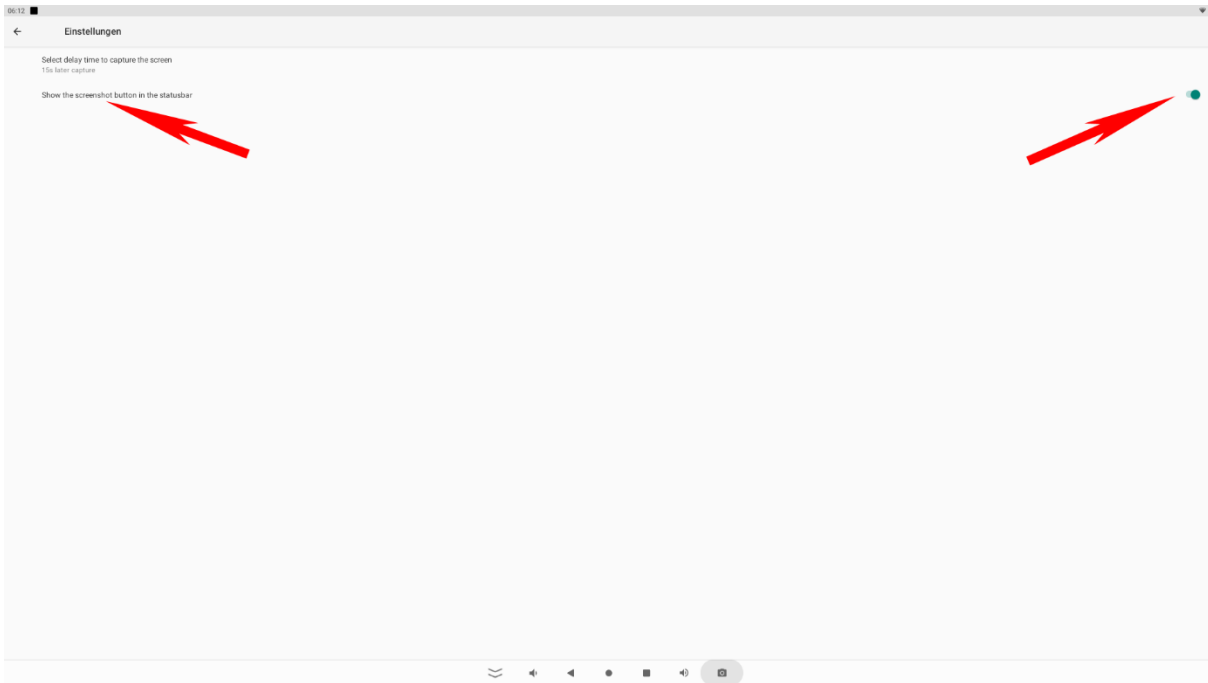 06:12
Einstellungen
Select delay time to capture the screen
15s later capture
Show the screenshot button in the statusbar